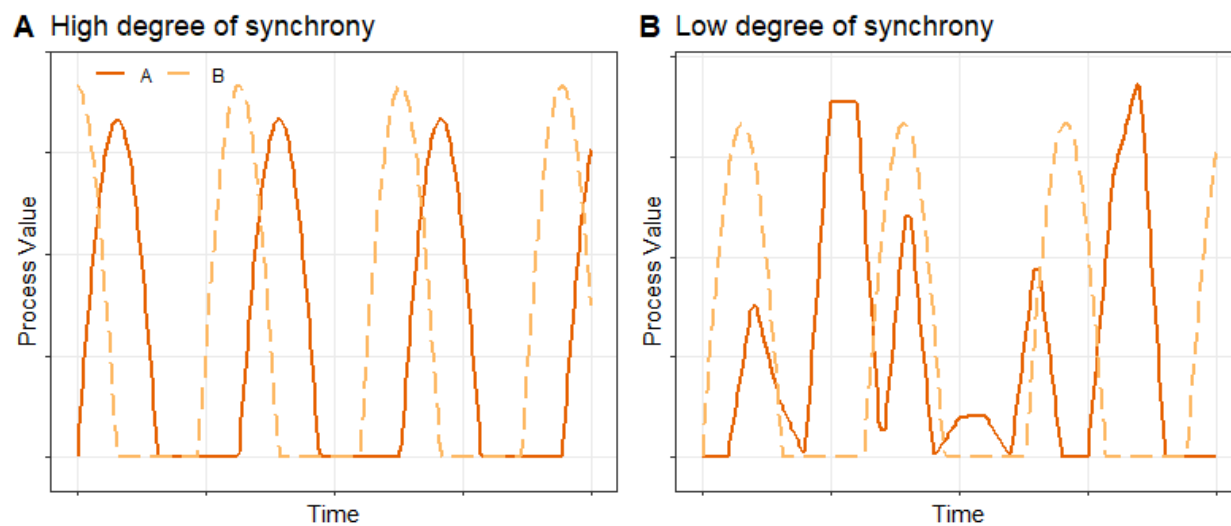 A High degree of synchrony
A B
Process Value
Time
B Low degree of synchrony
Process Value
Time